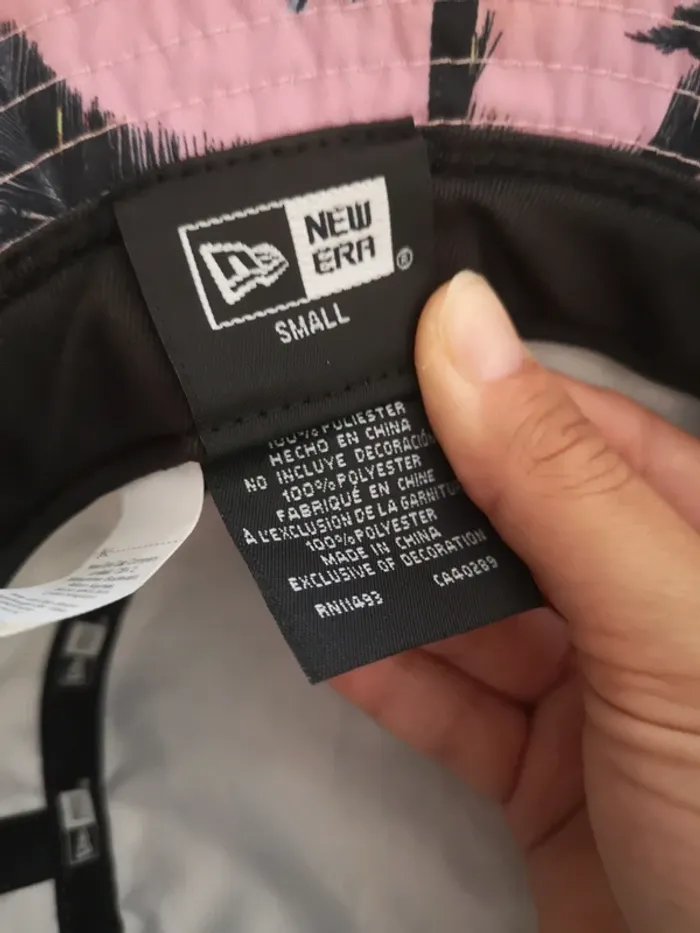 NEW
ERA
®
SMALL
100% POLIESTER
HECHO EN CHINA
NO INCLUYE DECORACIÓN
100% POLYESTER
FABRIQUÉ EN CHINE
À L'EXCLUSION DE LA GARNITU
100% POLYESTER
MADE IN CHINA
EXCLUSIVE OF DECORATION
RN11493 CA40289